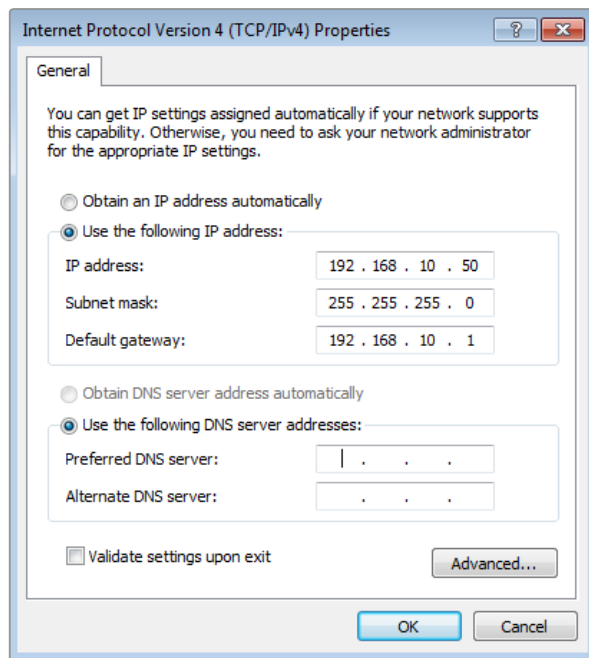 Internet Protocol Version 4 (TCP/IPv4) Properties
?
General
You can get IP settings assigned automatically if your network supports
this capability. Otherwise, you need to ask your network administrator
for the appropriate IP settings.
Obtain an IP address automatically
Use the following IP address:
IP address: 192 . 168 . 10 . 50
Subnet mask: 255 . 255 . 255 . 0
Default gateway: 192 . 168 . 10 . 1
Obtain DNS server address automatically
Use the following DNS server addresses:
Preferred DNS server: . . .
Alternate DNS server: . . .
Validate settings upon exit
Advanced...
OK Cancel